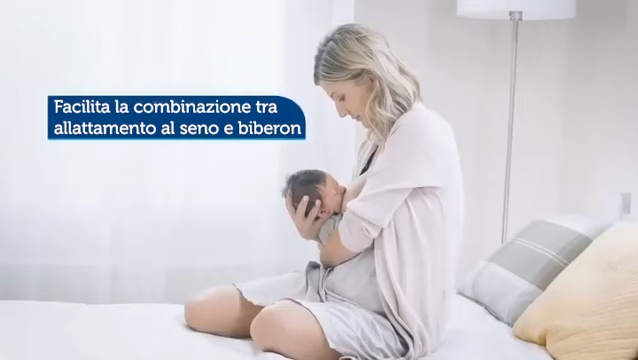 Facilita la combinazione tra
allattamento al seno e biberon